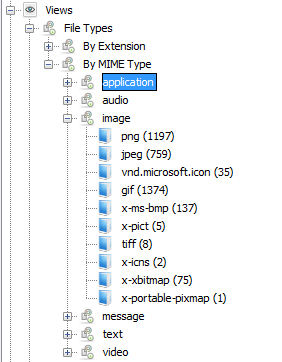 Views
File Types
By Extension
By MIME Type
application
audio
image
png (1197)
jpeg (759)
vnd.microsoft.icon (35)
gif (1374)
x-ms-bmp (137)
x-pict (5)
tiff (8)
x-icns (2)
x-xbitmap (75)
x-portable-pixmap (1)
message
text
video